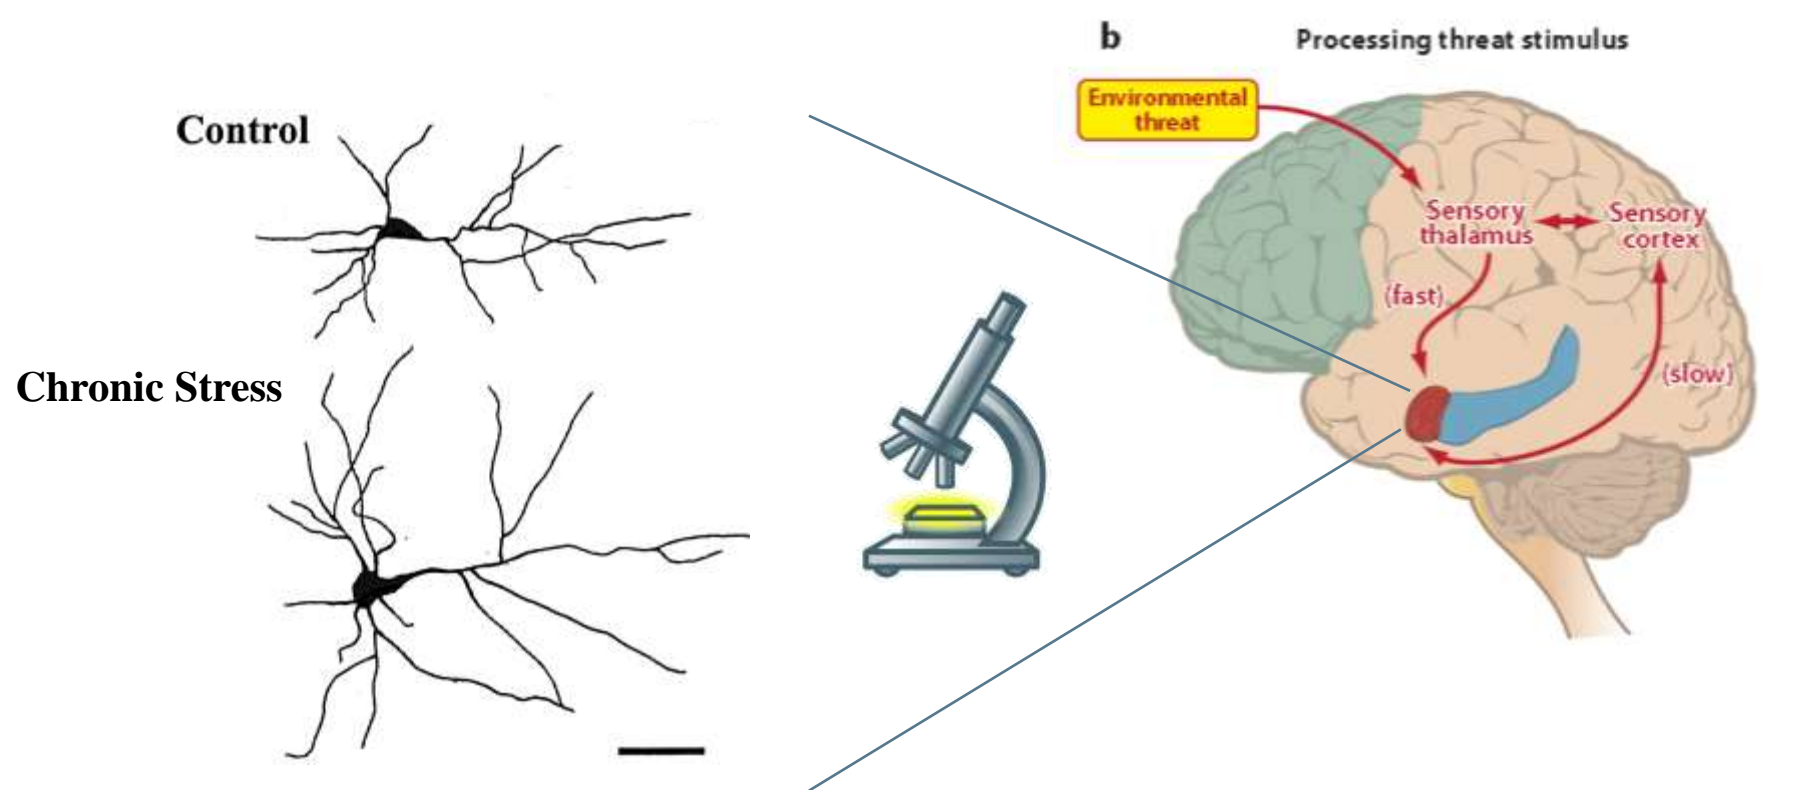 Control
Chronic Stress
b
Processing threat stimulus
Environmental
threat
Sensory
thalamus
Sensory
cortex
(fast)
(slow)